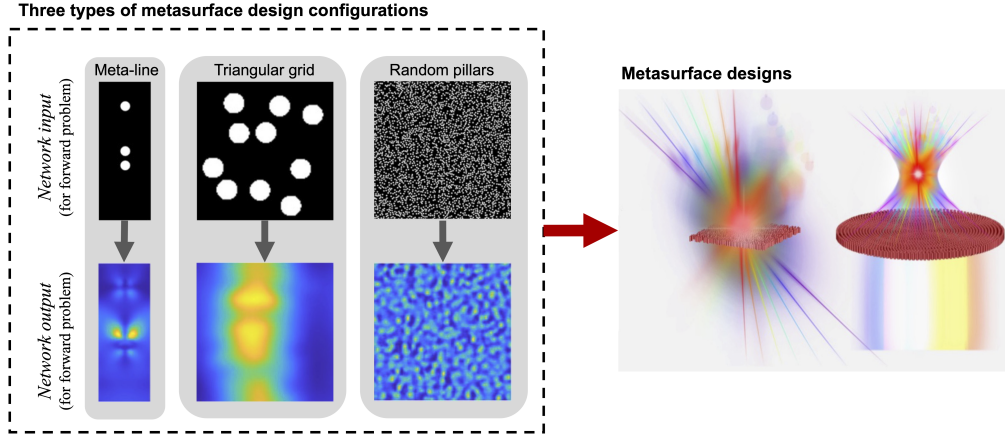 Three types of metasurface design configurations
Meta-line
Triangular grid
Random pillars
Network input
(for forward problem)
Network output
(for forward problem)
Metasurface designs